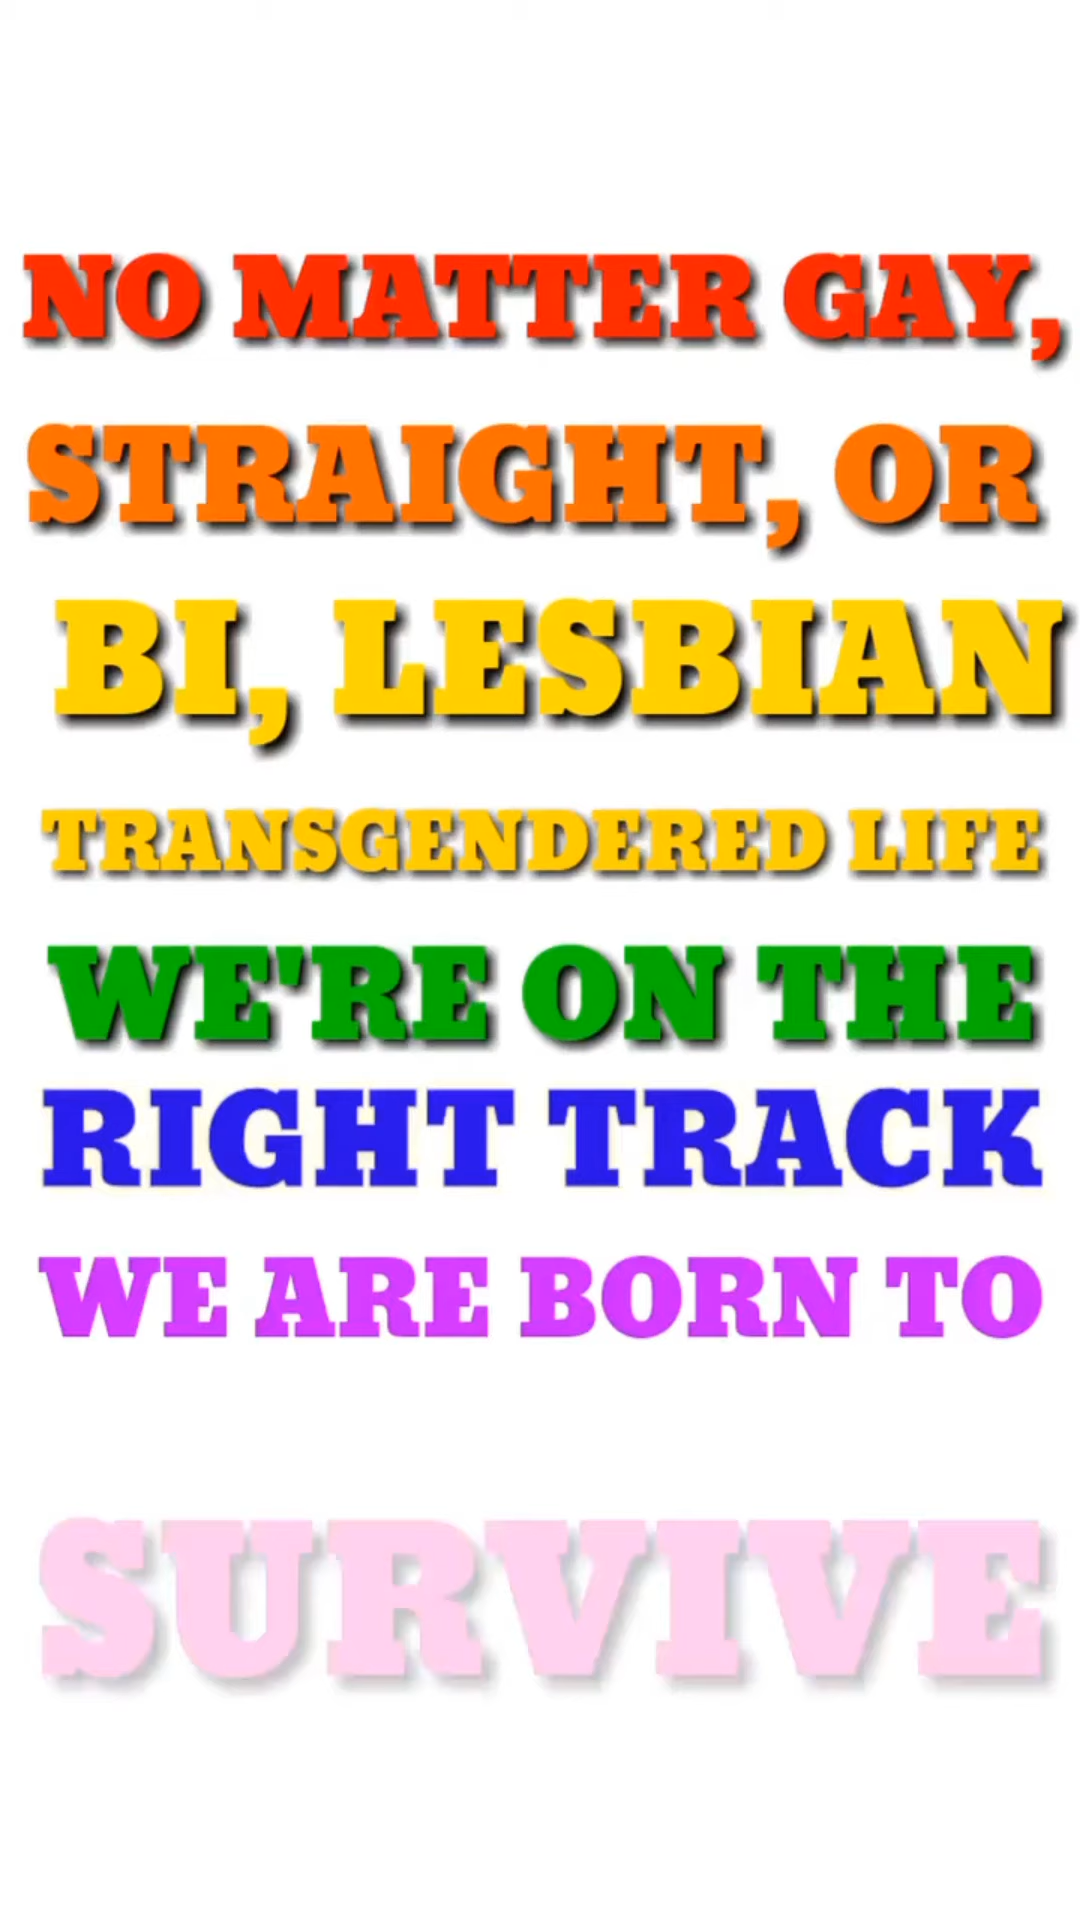 NO MATTER GAY,
STRAIGHT, OR
BI, LESBIAN
TRANSGENDERED LIFE
WE'RE ON THE
RIGHT TRACK
WE ARE BORN TO
SURVIVE